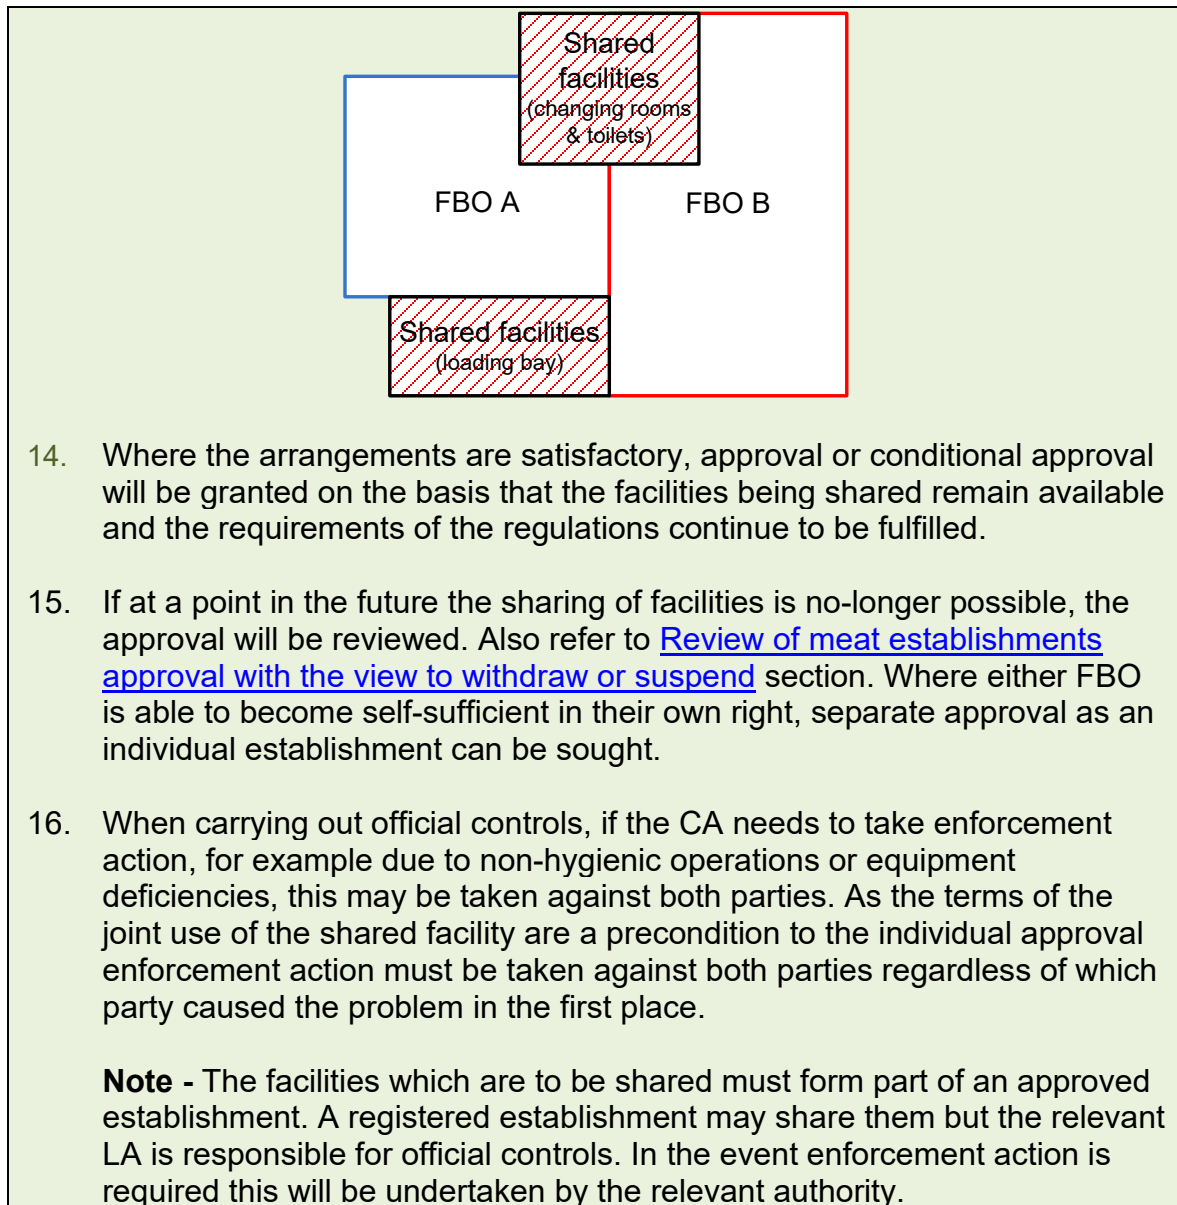 Shared
facilities
(changing rooms
& toilets)
FBO A
FBO B
Shared facilities
(loading bay)
14. Where the arrangements are satisfactory, approval or conditional approval
will be granted on the basis that the facilities being shared remain available
and the requirements of the regulations continue to be fulfilled.
15. If at a point in the future the sharing of facilities is no-longer possible, the
approval will be reviewed. Also refer to Review of meat establishments
approval with the view to withdraw or suspend section. Where either FBO
is able to become self-sufficient in their own right, separate approval as an
individual establishment can be sought.
16. When carrying out official controls, if the CA needs to take enforcement
action, for example due to non-hygienic operations or equipment
deficiencies, this may be taken against both parties. As the terms of the
joint use of the shared facility are a precondition to the individual approval
enforcement action must be taken against both parties regardless of which
party caused the problem in the first place.
Note - The facilities which are to be shared must form part of an approved
establishment. A registered establishment may share them but the relevant
LA is responsible for official controls. In the event enforcement action is
required this will be undertaken by the relevant authority.